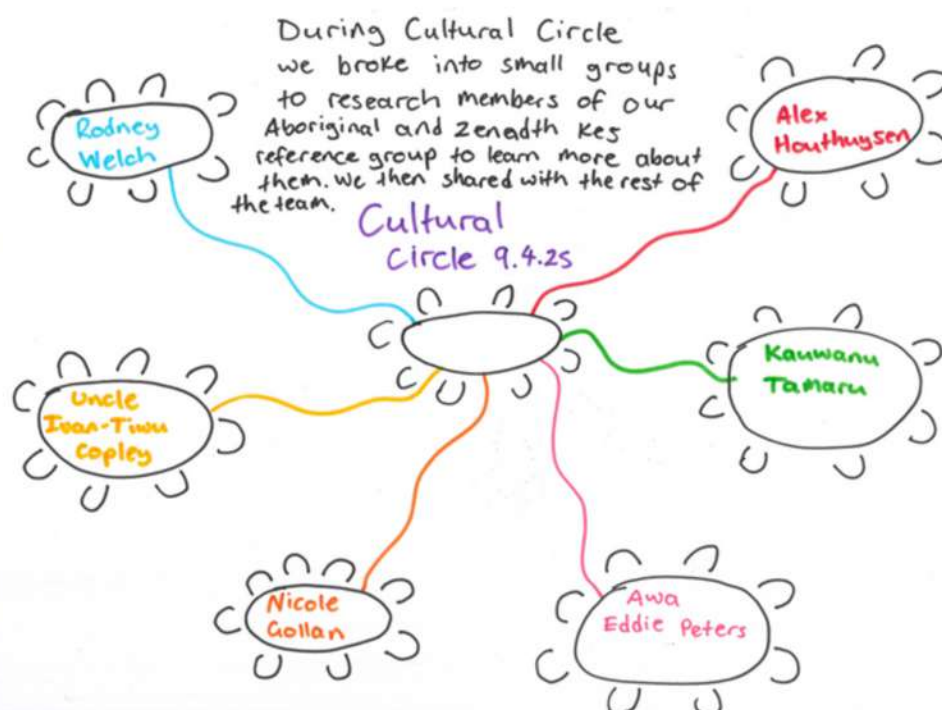 During Cultural Circle
we broke into small groups
to research members of our
Aboriginal and Zenadth Kes
reference group to learn more about
them. We then shared with the rest of
the team.
Cultural
Circle 9.4.25
Rodney
Welch
Alex
Houthuysen
Kauwanu
Tamaru
Uncle
Ivan-Tiwu
Copley
Nicole
Gollan
Awa
Eddie Peters